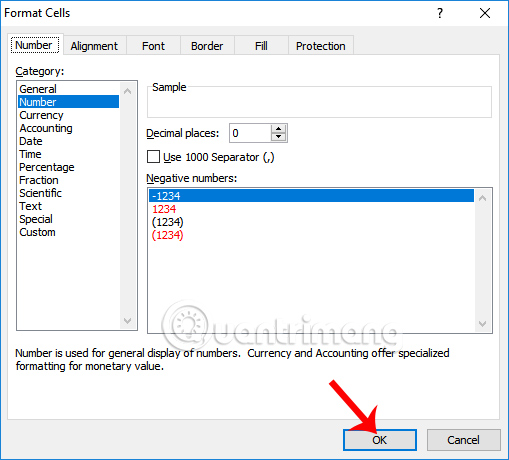 Format Cells ? ×
Number Alignment Font Border Fill Protection
Category:
General
Number
Currency
Accounting
Date
Time
Percentage
Fraction
Scientific
Text
Special
Custom
Sample
Decimal places: 0
Use 1000 Separator (,)
Negative numbers:
-1234
1234
(1234)
(1234)
Quantrimang
Number is used for general display of numbers. Currency and Accounting offer specialized
formatting for monetary value.
OK Cancel